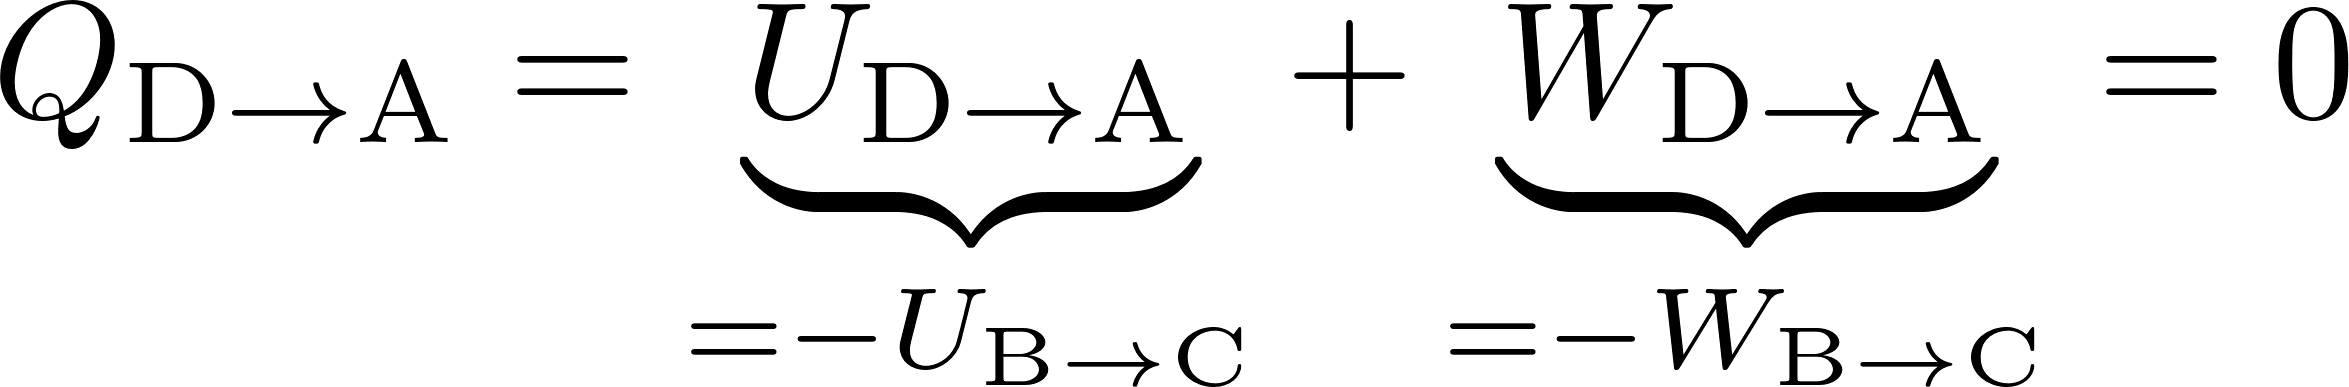 Q_{D→A} = U_{D→A} + W_{D→A} = 0
=−U_{B→C} =−W_{B→C}